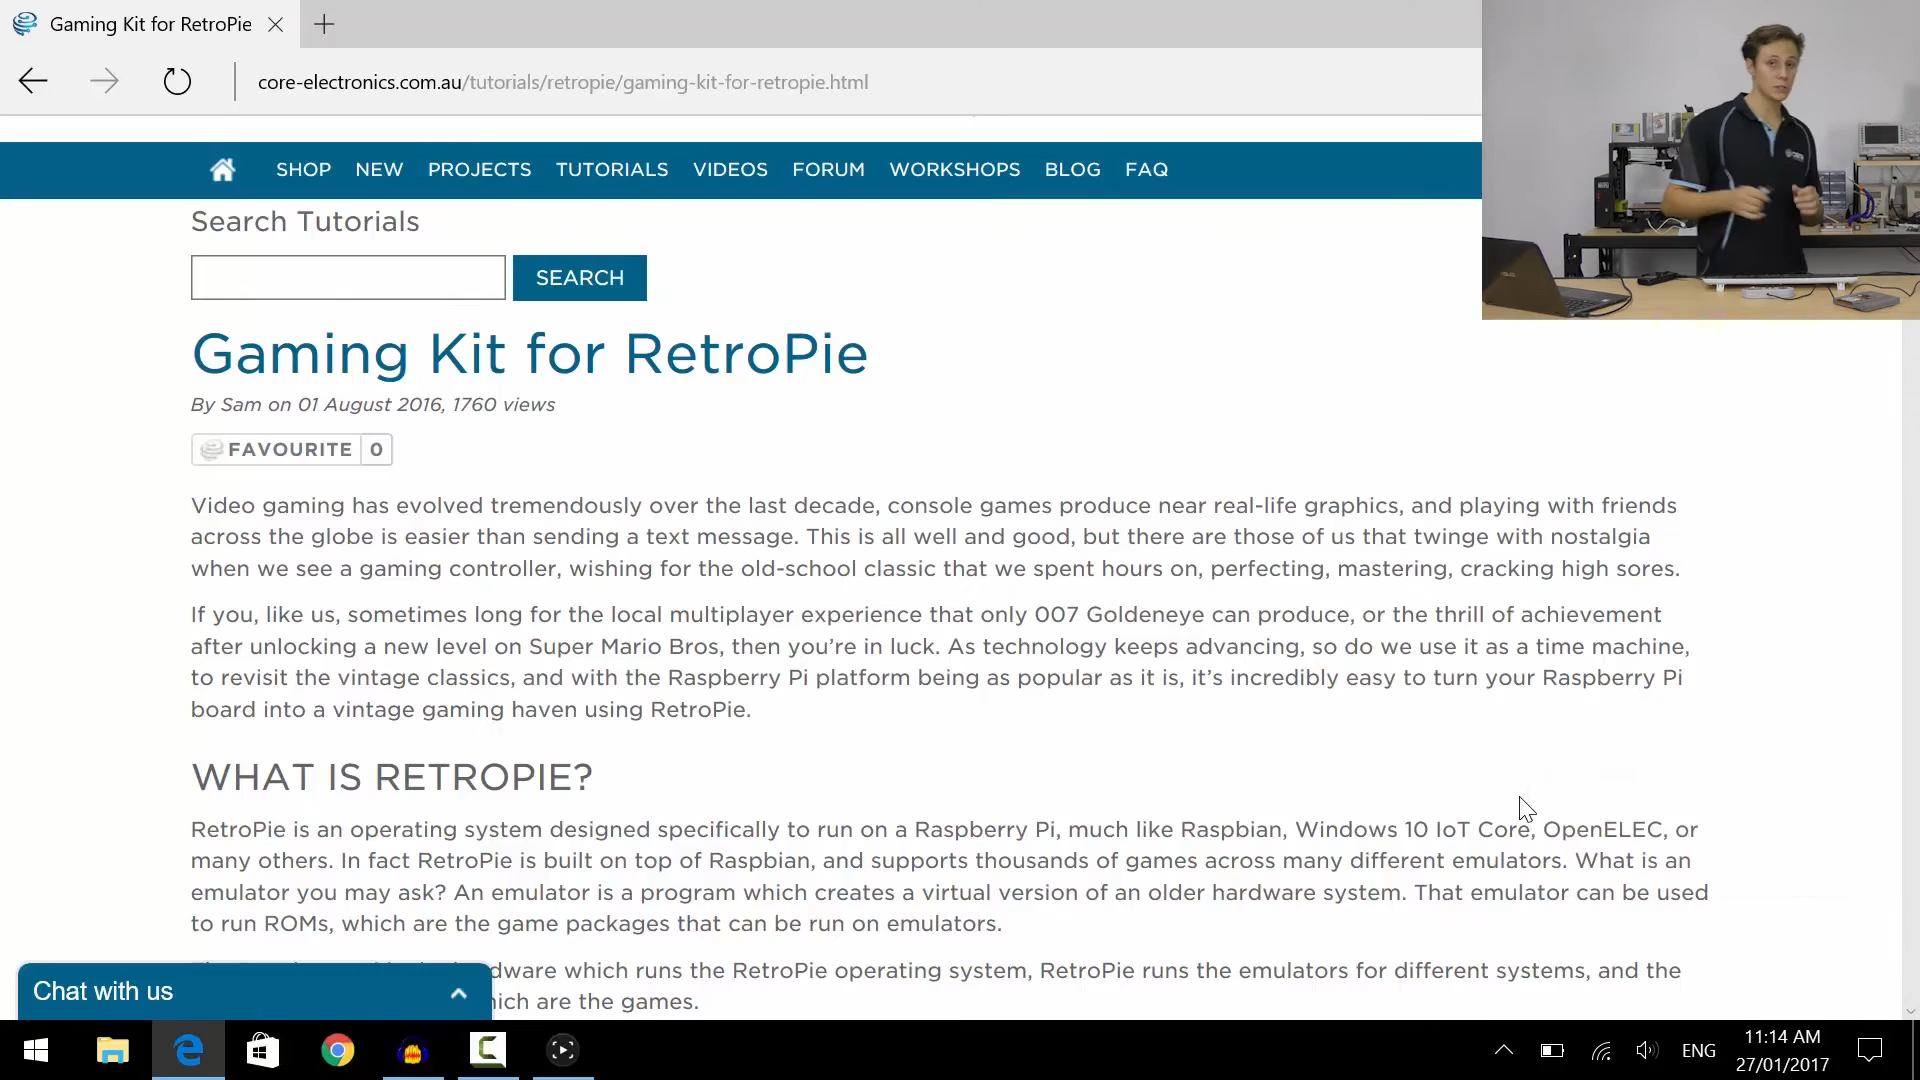 Gaming Kit for RetroPie
core-electronics.com.au/tutorials/retropie/gaming-kit-for-retropie.html
SHOP NEW PROJECTS TUTORIALS VIDEOS FORUM WORKSHOPS BLOG FAQ
Search Tutorials
SEARCH
Gaming Kit for RetroPie
By Sam on 01 August 2016, 1760 views
FAVOURITE 0
Video gaming has evolved tremendously over the last decade, console games produce near real-life graphics, and playing with friends
across the globe is easier than sending a text message. This is all well and good, but there are those of us that twinge with nostalgia
when we see a gaming controller, wishing for the old-school classic that we spent hours on, perfecting, mastering, cracking high sores.
If you, like us, sometimes long for the local multiplayer experience that only 007 Goldeneye can produce, or the thrill of achievement
after unlocking a new level on Super Mario Bros, then you're in luck. As technology keeps advancing, so do we use it as a time machine,
to revisit the vintage classics, and with the Raspberry Pi platform being as popular as it is, it's incredibly easy to turn your Raspberry Pi
board into a vintage gaming haven using RetroPie.
WHAT IS RETROPIE?
RetroPie is an operating system designed specifically to run on a Raspberry Pi, much like Raspbian, Windows 10 IoT Core, OpenELEC, or
many others. In fact RetroPie is built on top of Raspbian, and supports thousands of games across many different emulators. What is an
emulator you may ask? An emulator is a program which creates a virtual version of an older hardware system. That emulator can be used
to run ROMs, which are the game packages that can be run on emulators.
dware which runs the RetroPie operating system, RetroPie runs the emulators for different systems, and the
hich are the games.
Chat with us
ENG
11:14 AM
27/01/2017